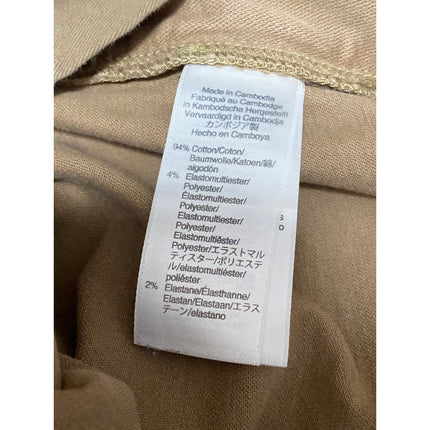 Made in Cambodia
Fabriqué au Cambodge
in Kambodscha Hergestellt
Vervaardigd in Cambodja
カンボジア製
Hecho en Camboya
94% Cotton/Coton/
Baumwolle/Katoen/綿/
algodón
4% Elastomultiester/
Polyester/
Elastomultiester/
Polyester/
Elastomultiester/
Polyester/
Elastomultiëster/
Polyester/エラストマル
ティスター/ポリエステ
ル/elastomultiéster/
poliéster
2% Elastane/Élasthanne/
Elastan/Elastaan/エラス
テーン/elastano